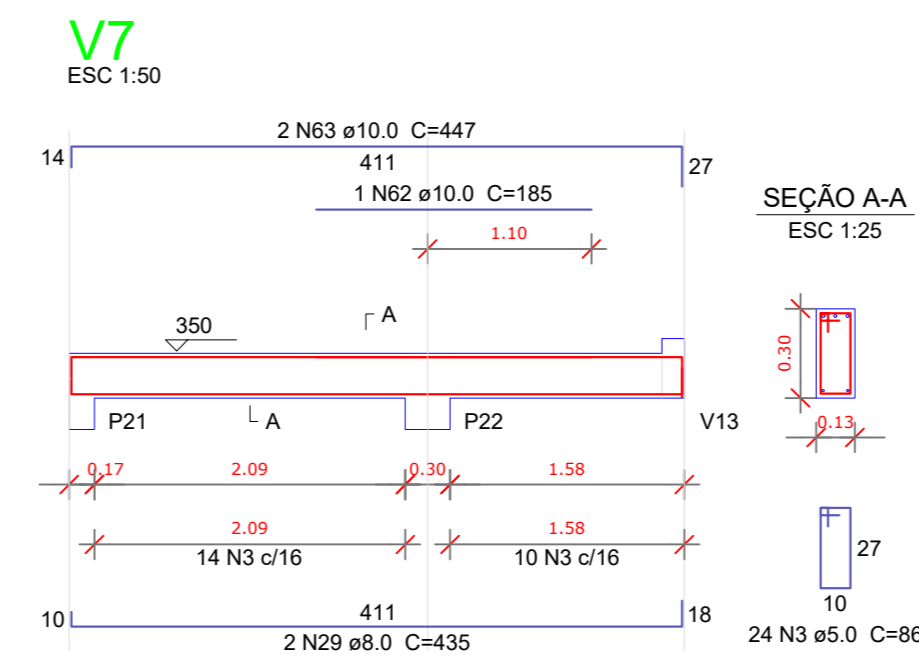 V7
ESC 1:50
2 N63 ø10.0 C=447
14
411
27
1 N62 ø10.0 C=185
1.10
SEÇÃO A-A
ESC 1:25
A
350
0.30
P21
A
P22
V13
0.13
0.17
2.09
0.30
1.58
2.09
1.58
14 N3 c/16
10 N3 c/16
27
10
10
411
18
2 N29 ø8.0 C=435
24 N3 ø5.0 C=86